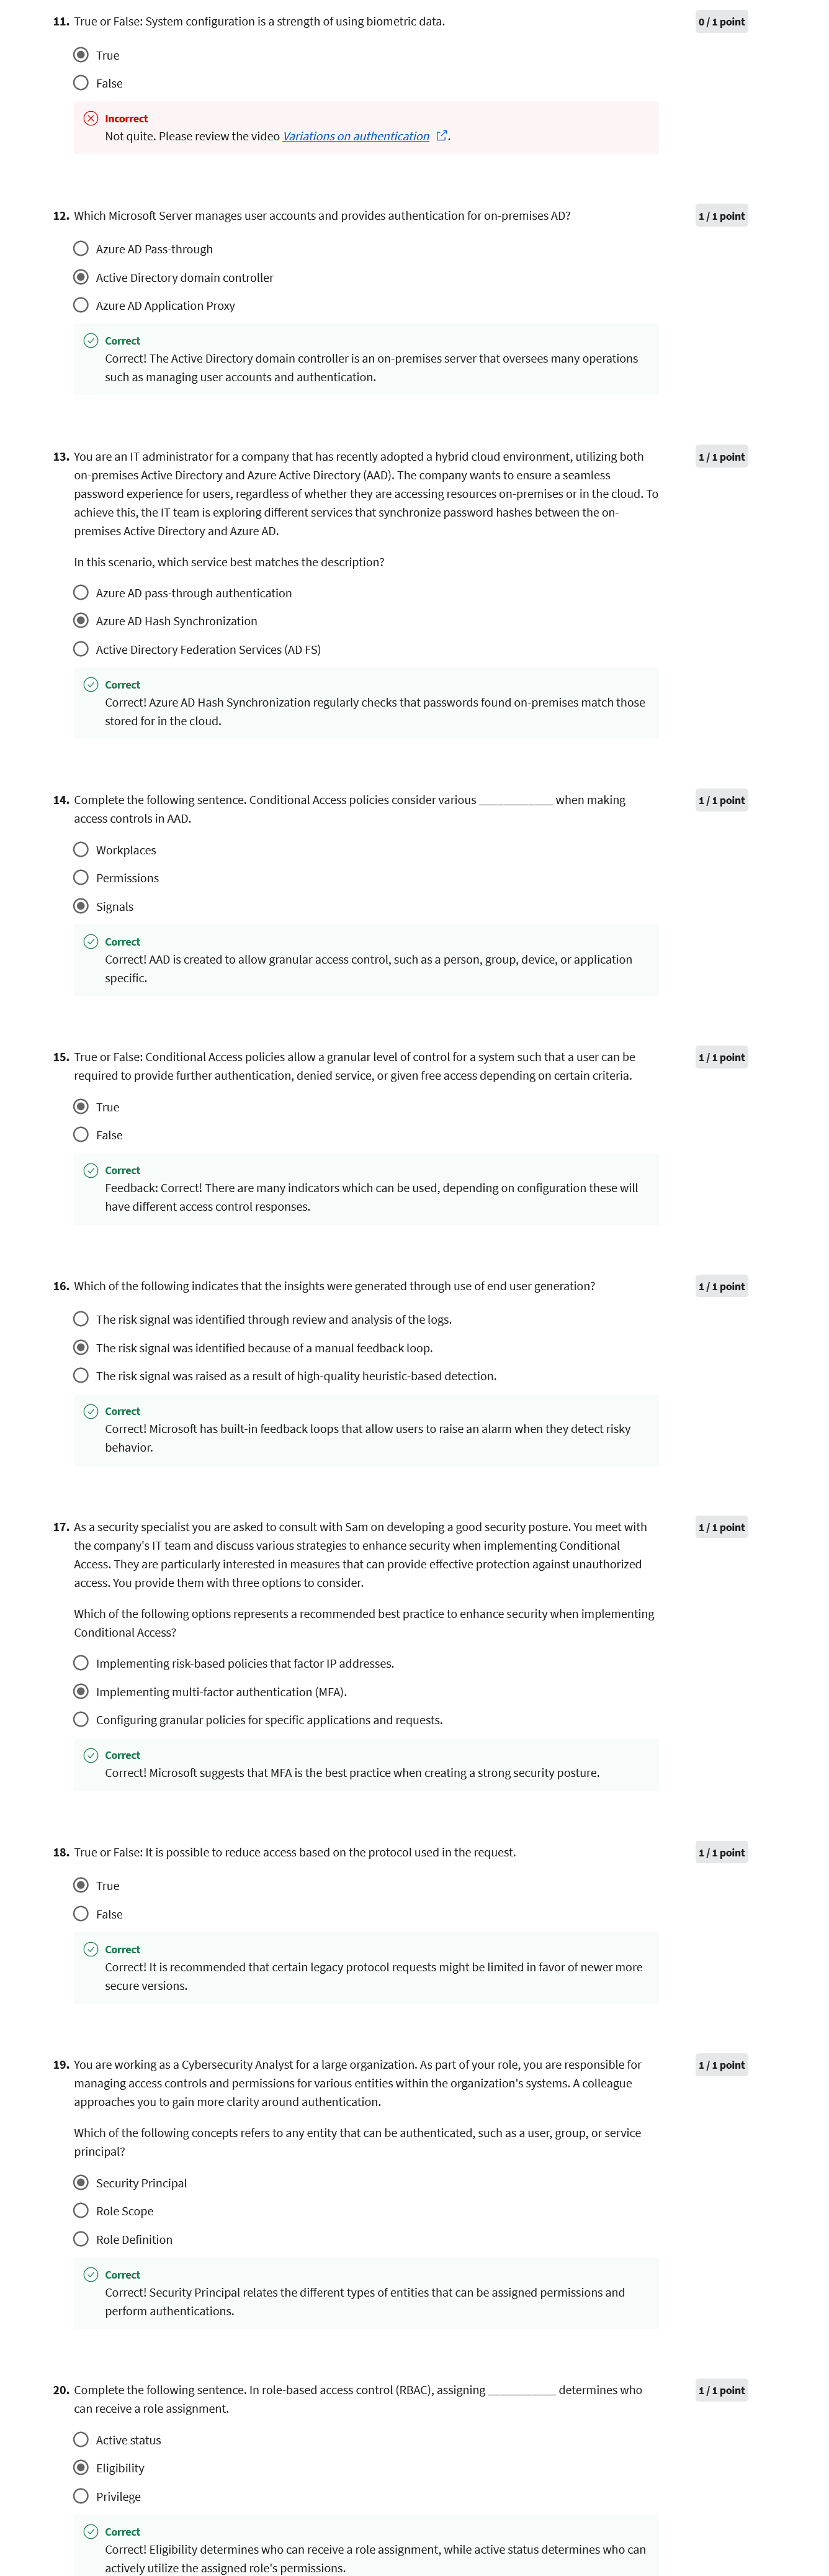 11. True or False: System configuration is a strength of using biometric data.
0 / 1 point
True
False
Incorrect
Not quite. Please review the video Variations on authentication.
12. Which Microsoft Server manages user accounts and provides authentication for on-premises AD?
1 / 1 point
Azure AD Pass-through
Active Directory domain controller
Azure AD Application Proxy
Correct
Correct! The Active Directory domain controller is an on-premises server that oversees many operations
such as managing user accounts and authentication.
13. You are an IT administrator for a company that has recently adopted a hybrid cloud environment, utilizing both
1 / 1 point
on-premises Active Directory and Azure Active Directory (AAD). The company wants to ensure a seamless
password experience for users, regardless of whether they are accessing resources on-premises or in the cloud. To
achieve this, the IT team is exploring different services that synchronize password hashes between the on-
premises Active Directory and Azure AD.
In this scenario, which service best matches the description?
Azure AD pass-through authentication
Azure AD Hash Synchronization
Active Directory Federation Services (AD FS)
Correct
Correct! Azure AD Hash Synchronization regularly checks that passwords found on-premises match those
stored for in the cloud.
14. Complete the following sentence. Conditional Access policies consider various ____________ when making
1 / 1 point
access controls in AAD.
Workplaces
Permissions
Signals
Correct
Correct! AAD is created to allow granular access control, such as a person, group, device, or application
specific.
15. True or False: Conditional Access policies allow a granular level of control for a system such that a user can be
1 / 1 point
required to provide further authentication, denied service, or given free access depending on certain criteria.
True
False
Correct
Feedback: Correct! There are many indicators which can be used, depending on configuration these will
have different access control responses.
16. Which of the following indicates that the insights were generated through use of end user generation?
1 / 1 point
The risk signal was identified through review and analysis of the logs.
The risk signal was identified because of a manual feedback loop.
The risk signal was raised as a result of high-quality heuristic-based detection.
Correct
Correct! Microsoft has built-in feedback loops that allow users to raise an alarm when they detect risky
behavior.
17. As a security specialist you are asked to consult with Sam on developing a good security posture. You meet with
1 / 1 point
the company's IT team and discuss various strategies to enhance security when implementing Conditional
Access. They are particularly interested in measures that can provide effective protection against unauthorized
access. You provide them with three options to consider.
Which of the following options represents a recommended best practice to enhance security when implementing
Conditional Access?
Implementing risk-based policies that factor IP addresses.
Implementing multi-factor authentication (MFA).
Configuring granular policies for specific applications and requests.
Correct
Correct! Microsoft suggests that MFA is the best practice when creating a strong security posture.
18. True or False: It is possible to reduce access based on the protocol used in the request.
1 / 1 point
True
False
Correct
Correct! It is recommended that certain legacy protocol requests might be limited in favor of newer more
secure versions.
19. You are working as a Cybersecurity Analyst for a large organization. As part of your role, you are responsible for
1 / 1 point
managing access controls and permissions for various entities within the organization's systems. A colleague
approaches you to gain more clarity around authentication.
Which of the following concepts refers to any entity that can be authenticated, such as a user, group, or service
principal?
Security Principal
Role Scope
Role Definition
Correct
Correct! Security Principal relates the different types of entities that can be assigned permissions and
perform authentications.
20. Complete the following sentence. In role-based access control (RBAC), assigning ___________ determines who
1 / 1 point
can receive a role assignment.
Active status
Eligibility
Privilege
Correct
Correct! Eligibility determines who can receive a role assignment, while active status determines who can
actively utilize the assigned role's permissions.